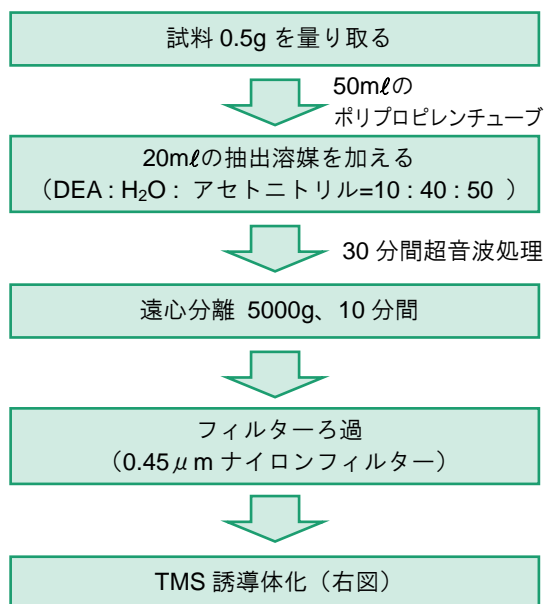 試料 0.5g を量り取る
50mℓの
ポリプロピレンチューブ
20mℓの抽出溶媒を加える
（DEA : H₂O : アセトニトリル=10 : 40 : 50 ）
30 分間超音波処理
遠心分離 5000g、10 分間
フィルターろ過
（0.45μm ナイロンフィルター）
TMS 誘導体化（右図）